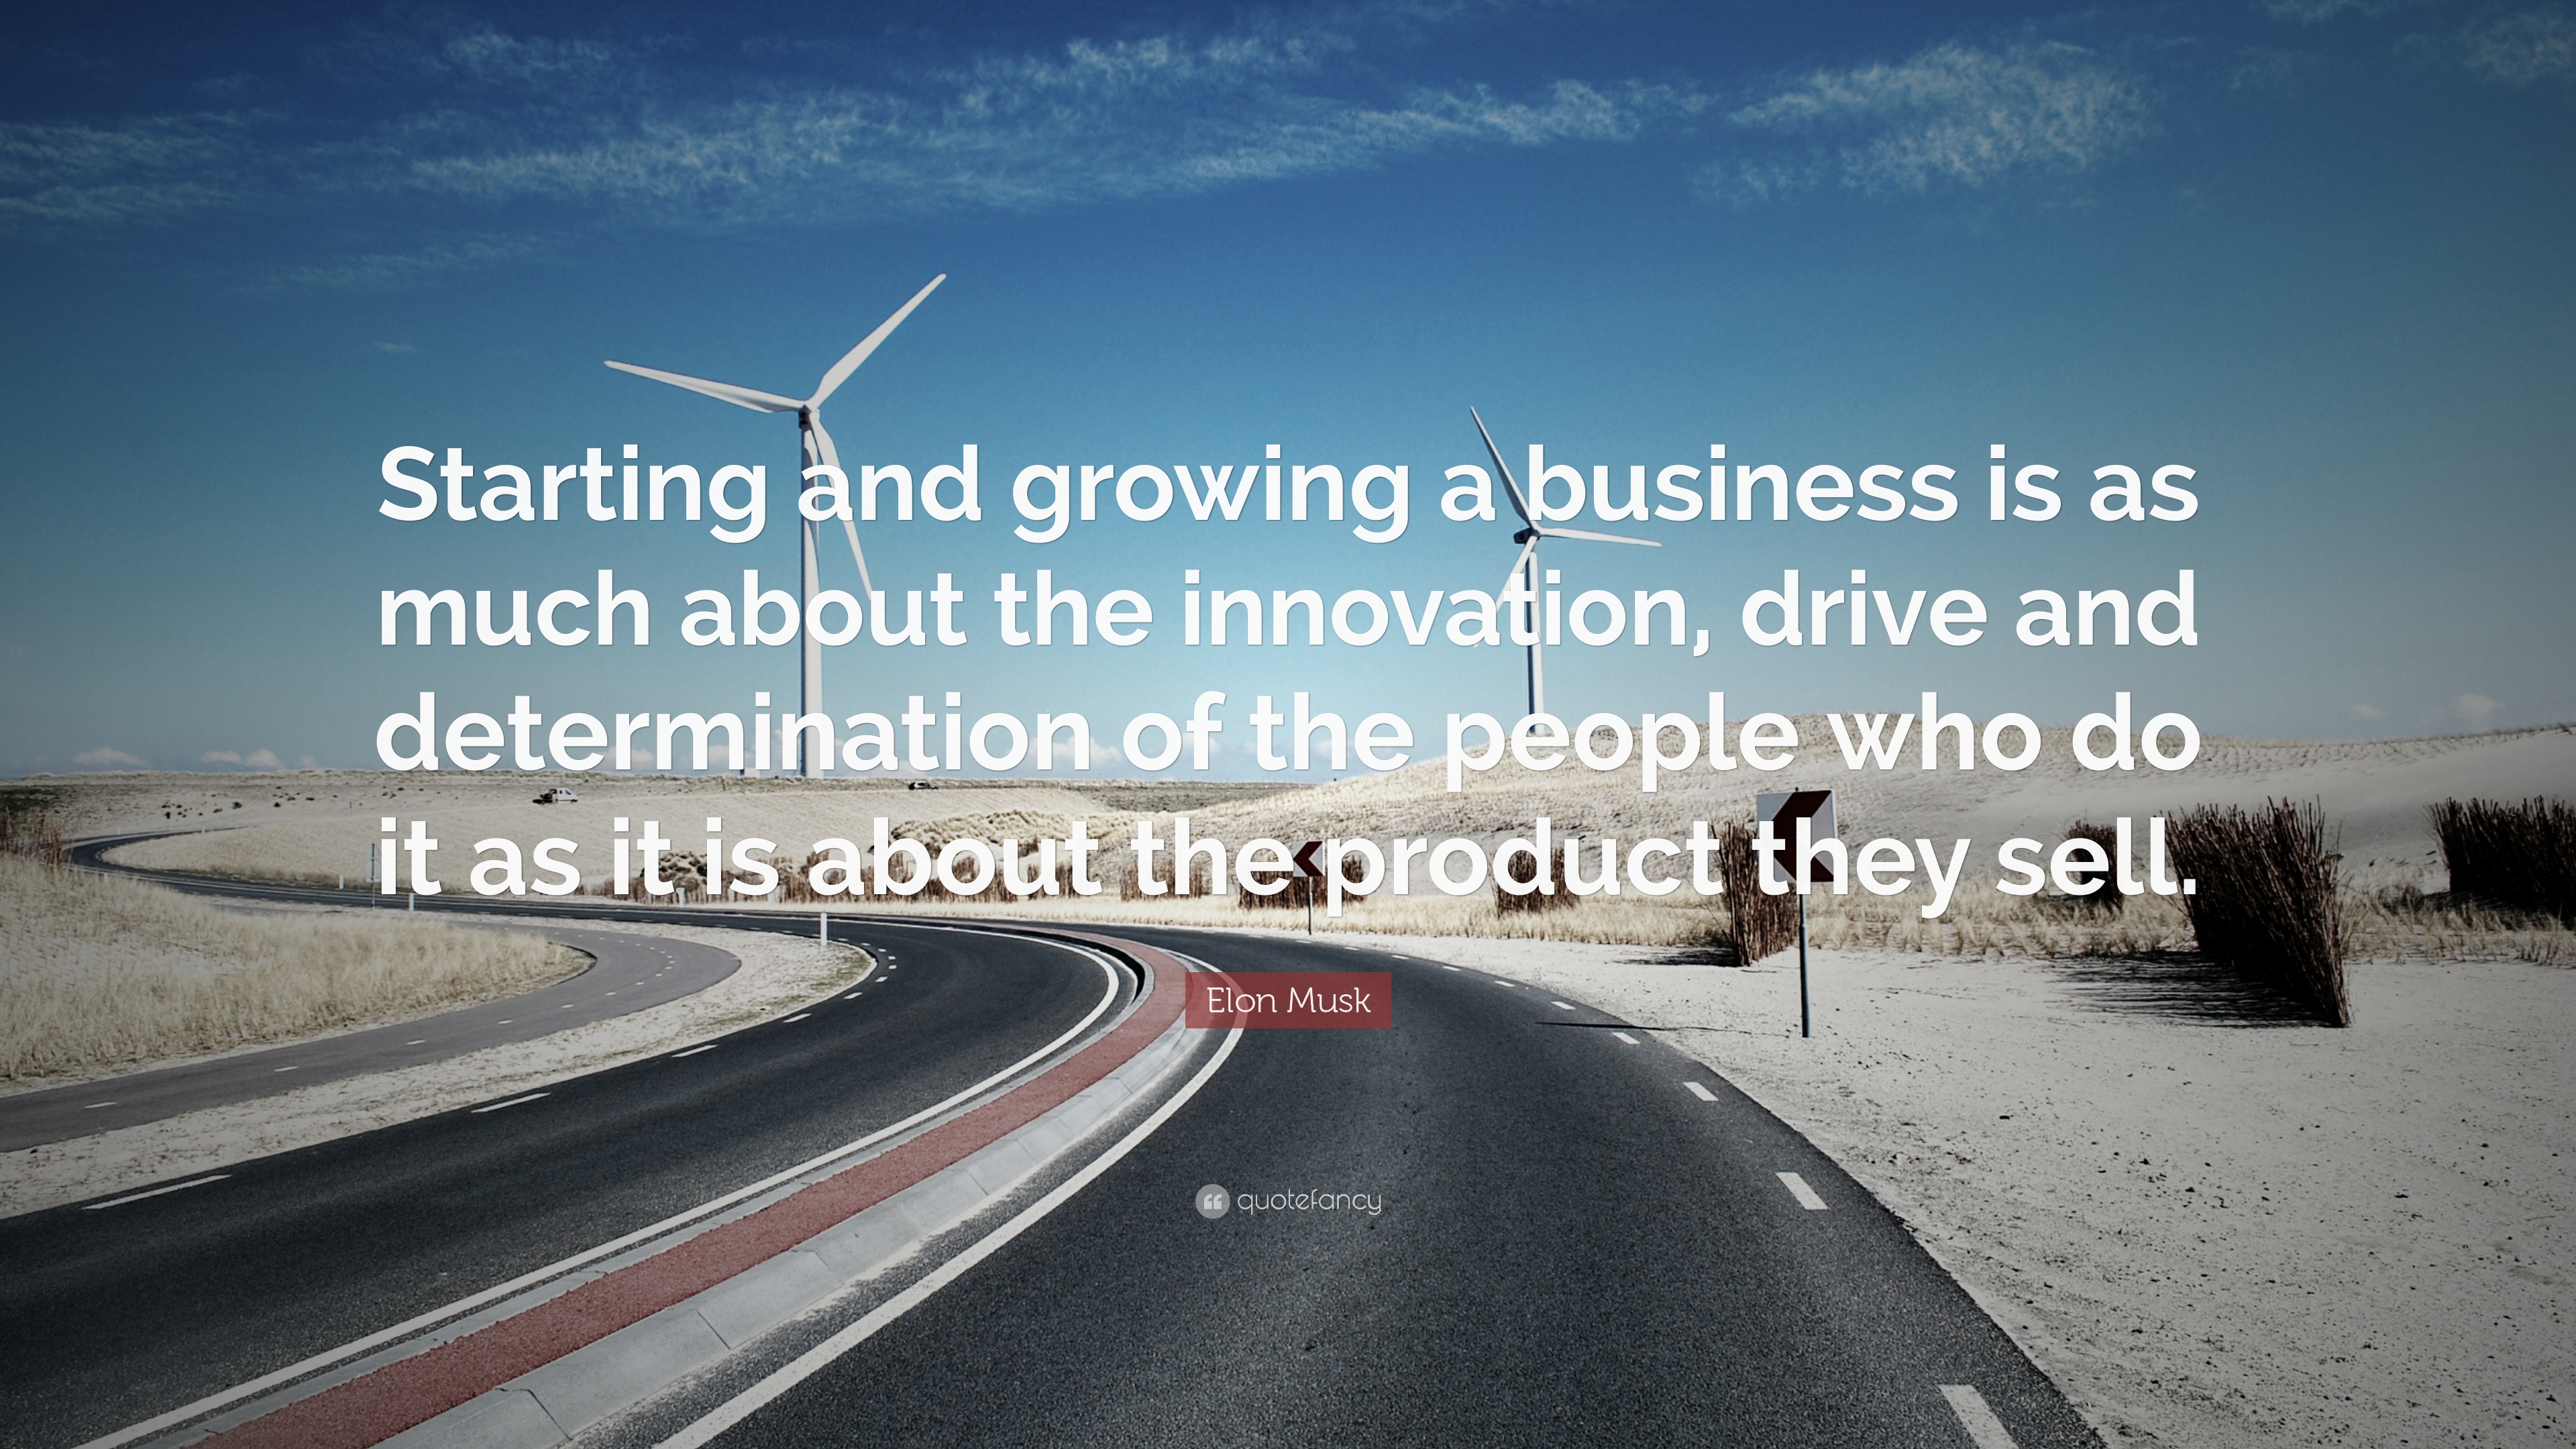 Starting and growing a business is as
much about the innovation, drive and
determination of the people who do
it as it is about the product they sell.
Elon Musk
quotefancy